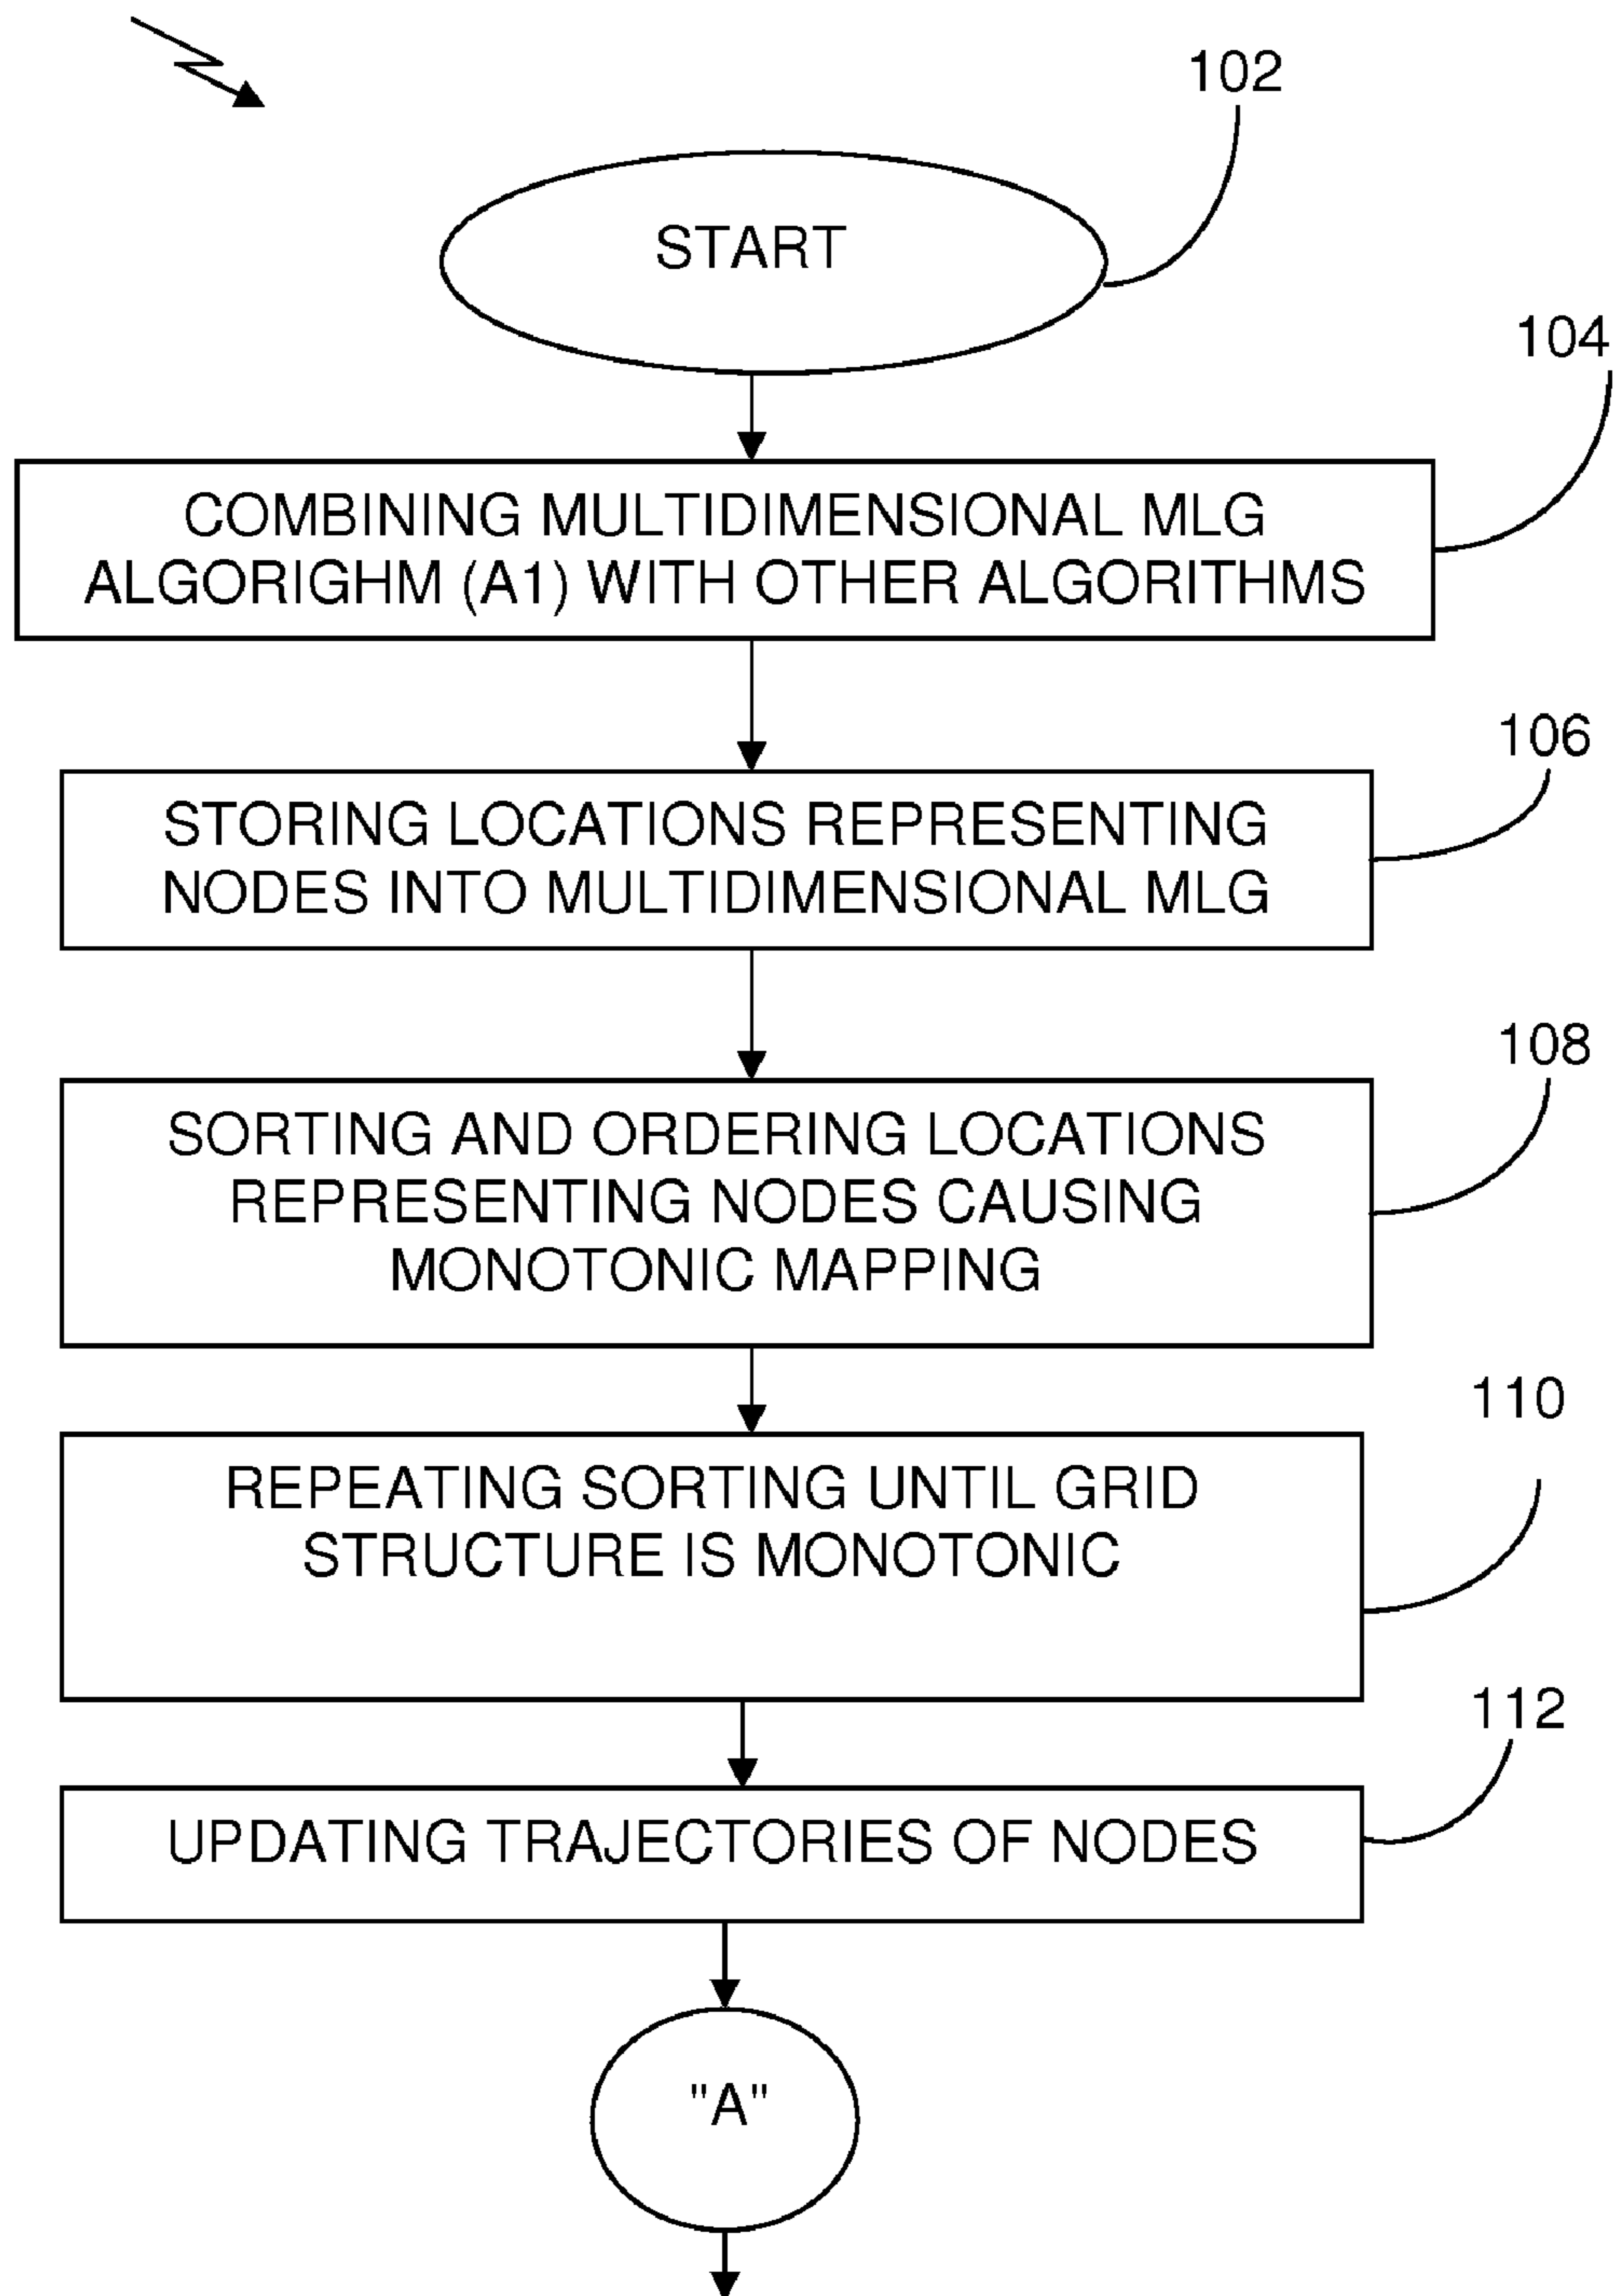 102
START
104
COMBINING MULTIDIMENSIONAL MLG
ALGORIGHM (A1) WITH OTHER ALGORITHMS
106
STORING LOCATIONS REPRESENTING
NODES INTO MULTIDIMENSIONAL MLG
108
SORTING AND ORDERING LOCATIONS
REPRESENTING NODES CAUSING
MONOTONIC MAPPING
110
REPEATING SORTING UNTIL GRID
STRUCTURE IS MONOTONIC
112
UPDATING TRAJECTORIES OF NODES
"A"